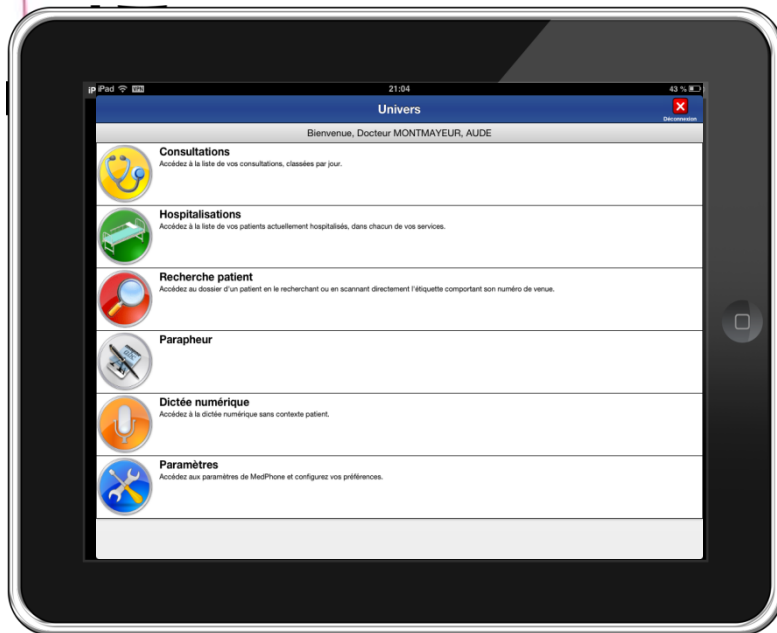 iPad VPN 21:04 43 %
Univers
Déconnexion
Bienvenue, Docteur MONTMAYEUR, AUDE
Consultations
Accédez à la liste de vos consultations, classées par jour.
Hospitalisations
Accédez à la liste de vos patients actuellement hospitalisés, dans chacun de vos services.
Recherche patient
Accédez au dossier d'un patient en le recherchant ou en scannant directement l'étiquette comportant son numéro de venue.
Parapheur
Dictée numérique
Accédez à la dictée numérique sans contexte patient.
Paramètres
Accédez aux paramètres de MedPhone et configurez vos préférences.